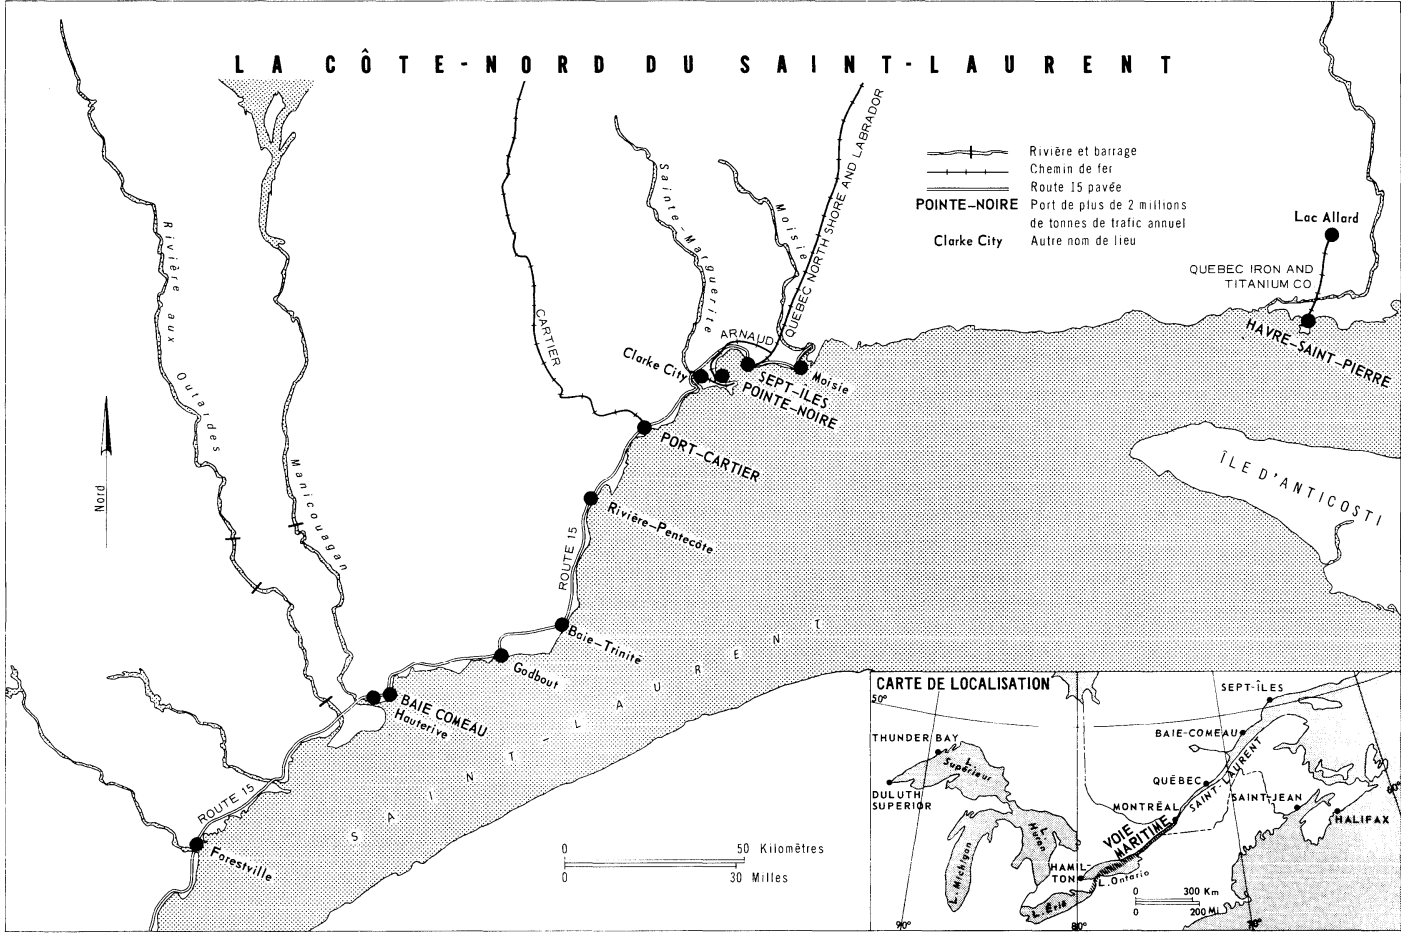 LA CÔTE-NORD DU SAINT-LAURENT
Rivière et barrage
Chemin de fer
Route 15 pavée
POINTE-NOIRE Port de plus de 2 millions
de tonnes de trafic annuel
Clarke City Autre nom de lieu
Rivière aux Outardes
Manicouagan
Sainte-Marguerite
Moisie
QUEBEC NORTH SHORE AND LABRADOR
CARTIER
ARNAUD
Lac Allard
QUEBEC IRON AND
TITANIUM CO.
HAVRE-SAINT-PIERRE
Clarke City
SEPT-ÎLES
POINTE-NOIRE
Moisie
PORT-CARTIER
Rivière-Pentecôte
ROUTE 15
Baie-Trinite
Godbout
BAIE COMEAU
Hauterive
ROUTE 15
Forestville
SAINT-LAURENT
ÎLE D'ANTICOSTI
Nord
0 50 Kilomètres
0 30 Milles
CARTE DE LOCALISATION
50°
SEPT-ÎLES
BAIE-COMEAU
THUNDER BAY
L. Supérieur
DULUTH
SUPERIOR
QUÉBEC
SAINT-LAURENT
MONTRÉAL
SAINT-JEAN
HALIFAX
60°
VOIE
MARITIME
L. Huron
L. Michigan
HAMIL-
TON
L. Ontario
L. Érié
0 300 Km
0 200 Mi.
90°
80°
70°